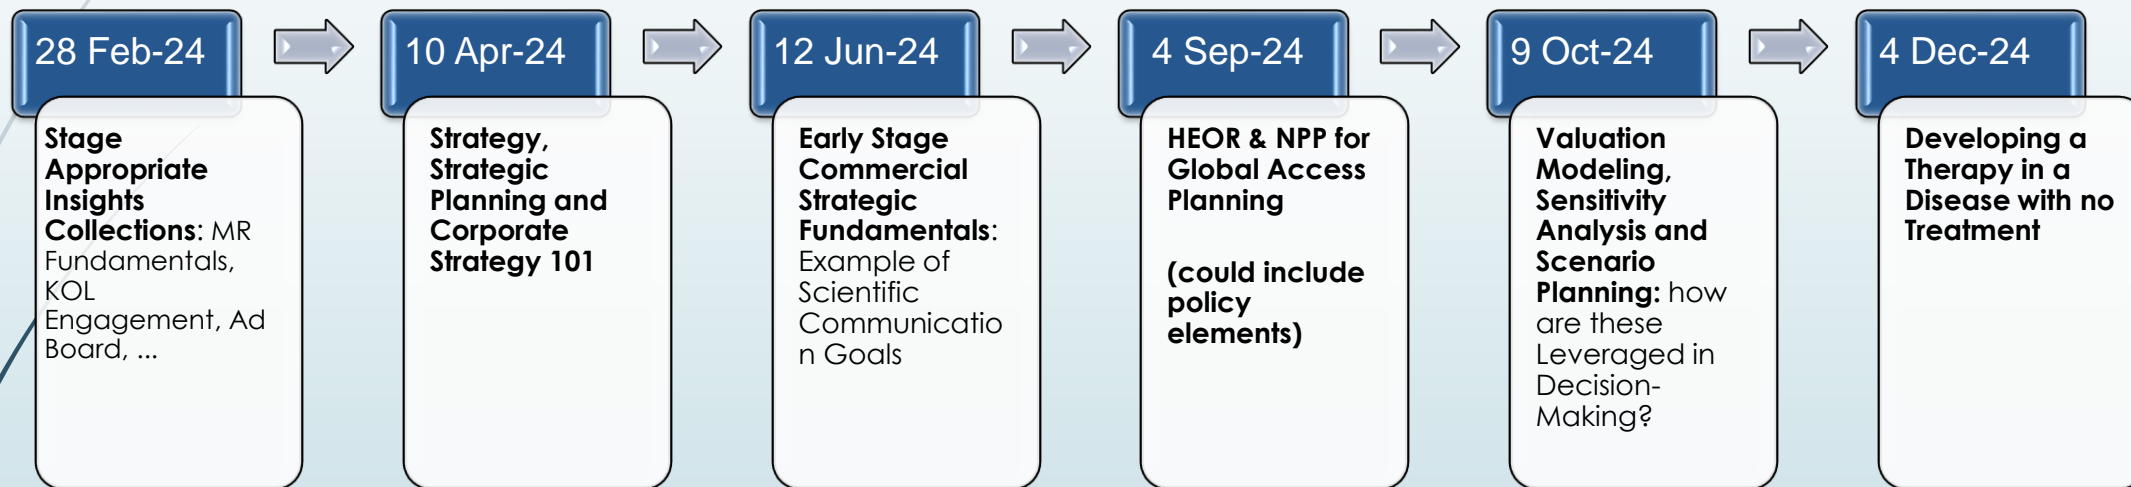 28 Feb-24
Stage
Appropriate
Insights
Collections: MR
Fundamentals,
KOL
Engagement, Ad
Board, ...
10 Apr-24
Strategy,
Strategic
Planning and
Corporate
Strategy 101
12 Jun-24
Early Stage
Commercial
Strategic
Fundamentals:
Example of
Scientific
Communicatio
n Goals
4 Sep-24
HEOR & NPP for
Global Access
Planning
(could include
policy
elements)
9 Oct-24
Valuation
Modeling,
Sensitivity
Analysis and
Scenario
Planning: how
are these
Leveraged in
Decision-
Making?
4 Dec-24
Developing a
Therapy in a
Disease with no
Treatment